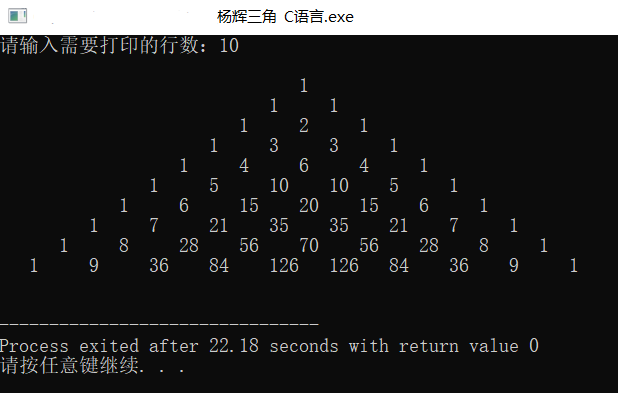 杨辉三角 C语言.exe
请输入需要打印的行数：10
1
1 1
1 2 1
1 3 3 1
1 4 6 4 1
1 5 10 10 5 1
1 6 15 20 15 6 1
1 7 21 35 35 21 7 1
1 8 28 56 70 56 28 8 1
1 9 36 84 126 126 84 36 9 1
--------------------------------
Process exited after 22.18 seconds with return value 0
请按任意键继续. . .